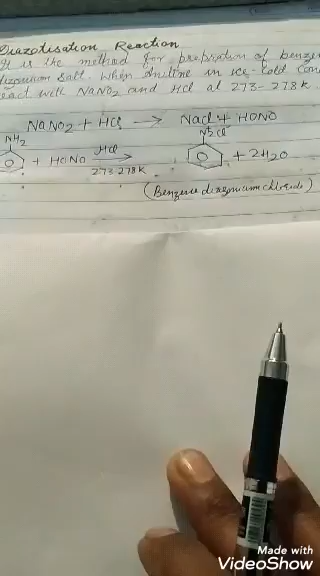 Diazotisation Reaction
It is the method for prepration of benzene
diazonium salt. When Aniline in ice-cold con
react with NaNO2 and HCl at 273-278K.
NaNO2 + HCl → NaCl + HONO
NH2 N2Cl
+ HONO HCl → + 2H2O
273-278K
(Benzene diazonium chloride)
Made with
VideoShow